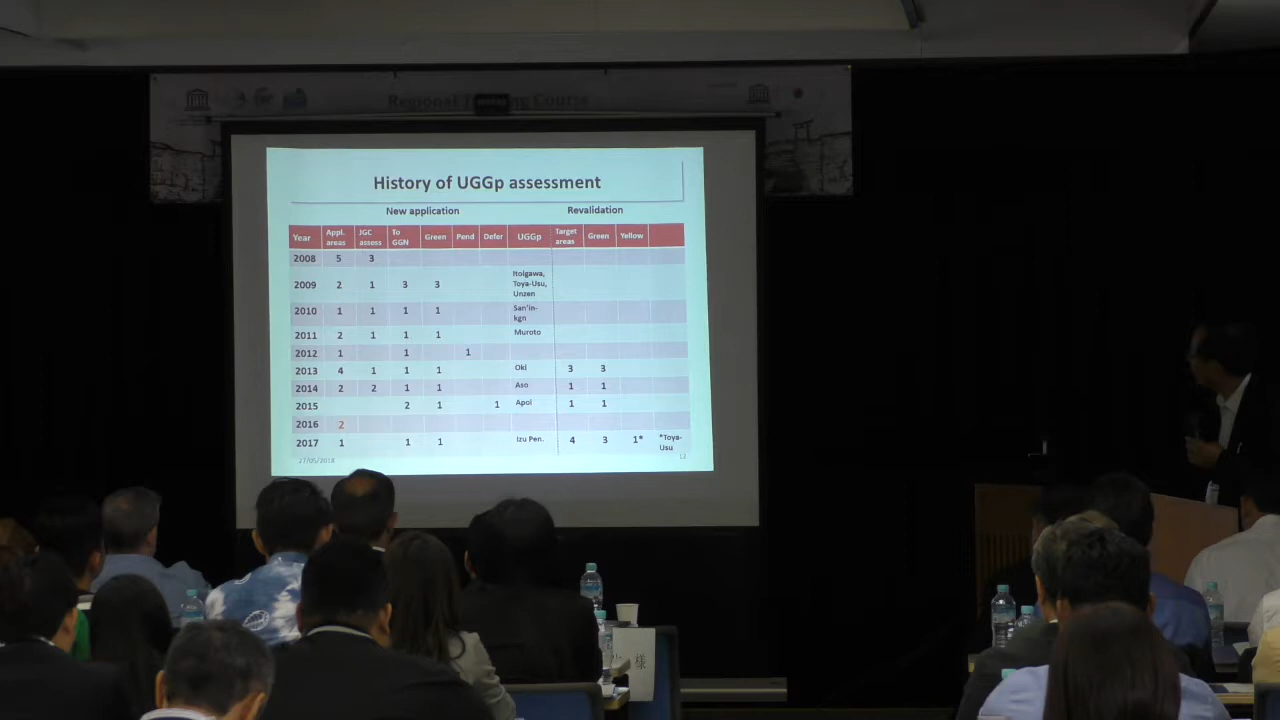 Regional Training Course
History of UGGp assessment
New application Revalidation
Year Appl. areas JGC assess To GGN Green Pend Defer UGGp Target areas Green Yellow
2008 5 3
2009 2 1 3 3 Itoigawa, Toya-Usu, Unzen
2010 1 1 1 1 San'in-kgn
2011 2 1 1 1 Muroto
2012 1 1 1
2013 4 1 1 1 Oki 3 3
2014 2 2 1 1 Aso 1 1
2015 2 1 1 Apoi 1 1
2016 2
2017 1 1 1 Izu Pen. 4 3 1* *Toya-Usu
27/05/2018 12
様